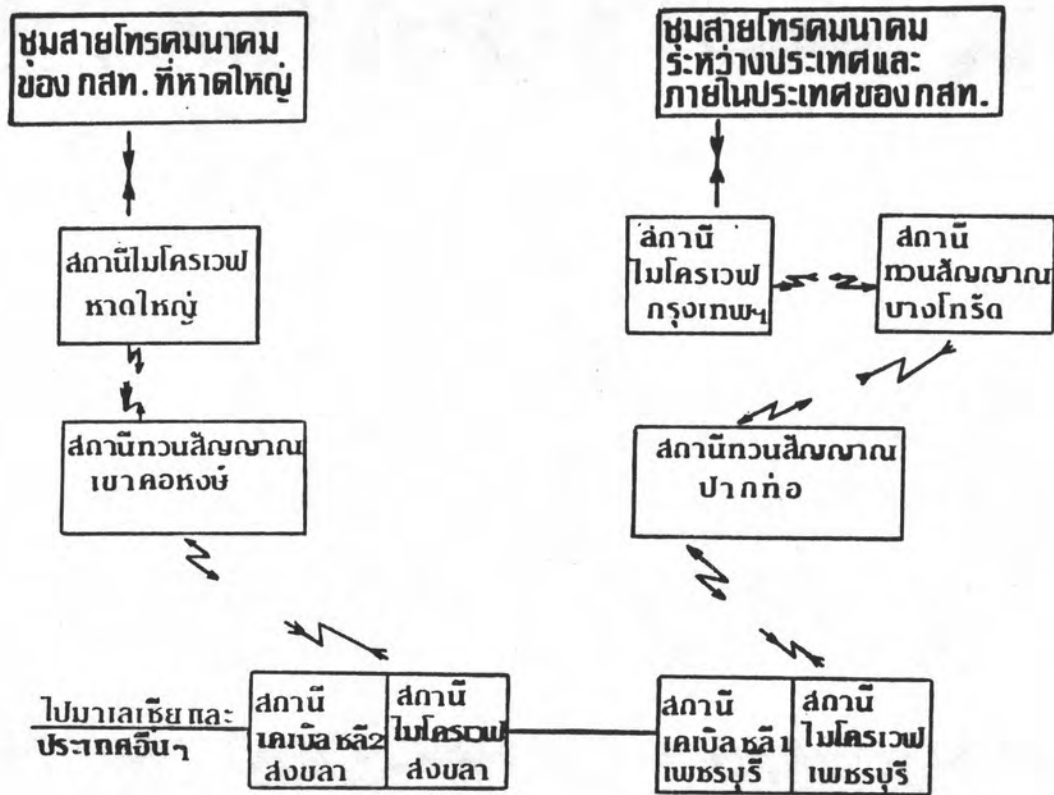 ชุมสายโทรคมนาคม
ของ กสท. ที่หาดใหญ่
ชุมสายโทรคมนาคม
ระหว่างประเทศและ
ภายในประเทศของ กสท.
สถานีไมโครเวฟ
หาดใหญ่
สถานี
ไมโครเวฟ
กรุงเทพฯ
สถานี
ทวนสัญญาณ
บางโทรัด
สถานีทวนสัญญาณ
เขาคอหงษ์
สถานีทวนสัญญาณ
ปากท่อ
ไปมาเลเซียและ
ประเทศอื่นๆ
สถานี
เคเบิล ชลี2
สงขลา
สถานี
ไมโครเวฟ
สงขลา
สถานี
เคเบิล ชลี1
เพชรบุรี
สถานี
ไมโครเวฟ
เพชรบุรี